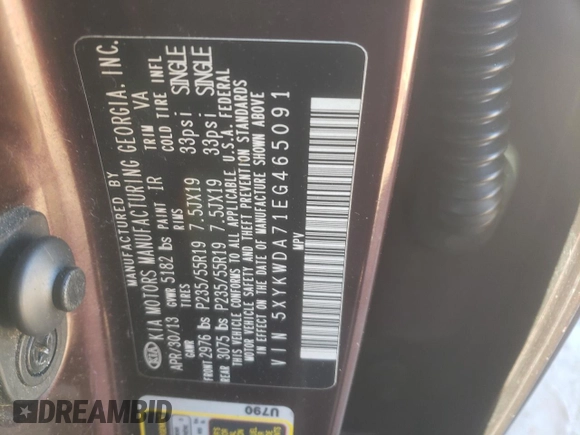 MANUFACTURED BY
KIA KIA MOTORS MANUFACTURING GEORGIA, INC.
APR/30/13 GVWR 5182 lbs PAINT IR TRIM VA
GAWR TIRES RIMS COLD TIRE INFL
FRONT 2976 lbs P235/55R19 7.5JX19 33psi SINGLE
REAR 3075 lbs P235/55R19 7.5JX19 33psi SINGLE
THIS VEHICLE CONFORMS TO ALL APPLICABLE U.S.A. FEDERAL
MOTOR VEHICLE SAFETY AND THEFT PREVENTION STANDARDS
IN EFFECT ON THE DATE OF MANUFACTURE SHOWN ABOVE
VIN 5XYKWDA71EG465091
MPV
U790
DREAMBID